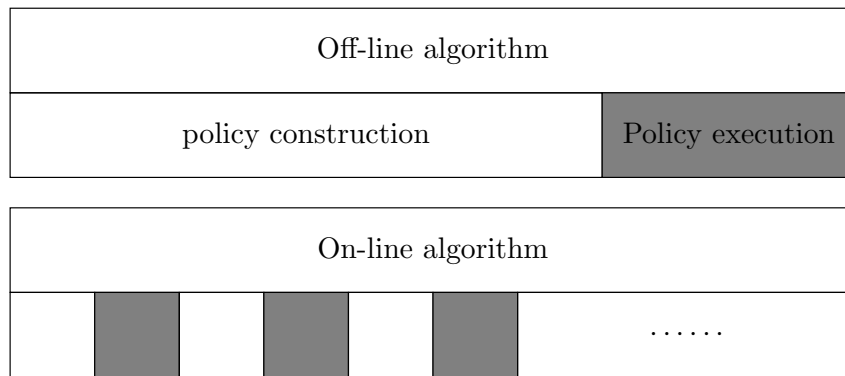 Off-line algorithm
policy construction
Policy execution
On-line algorithm
......